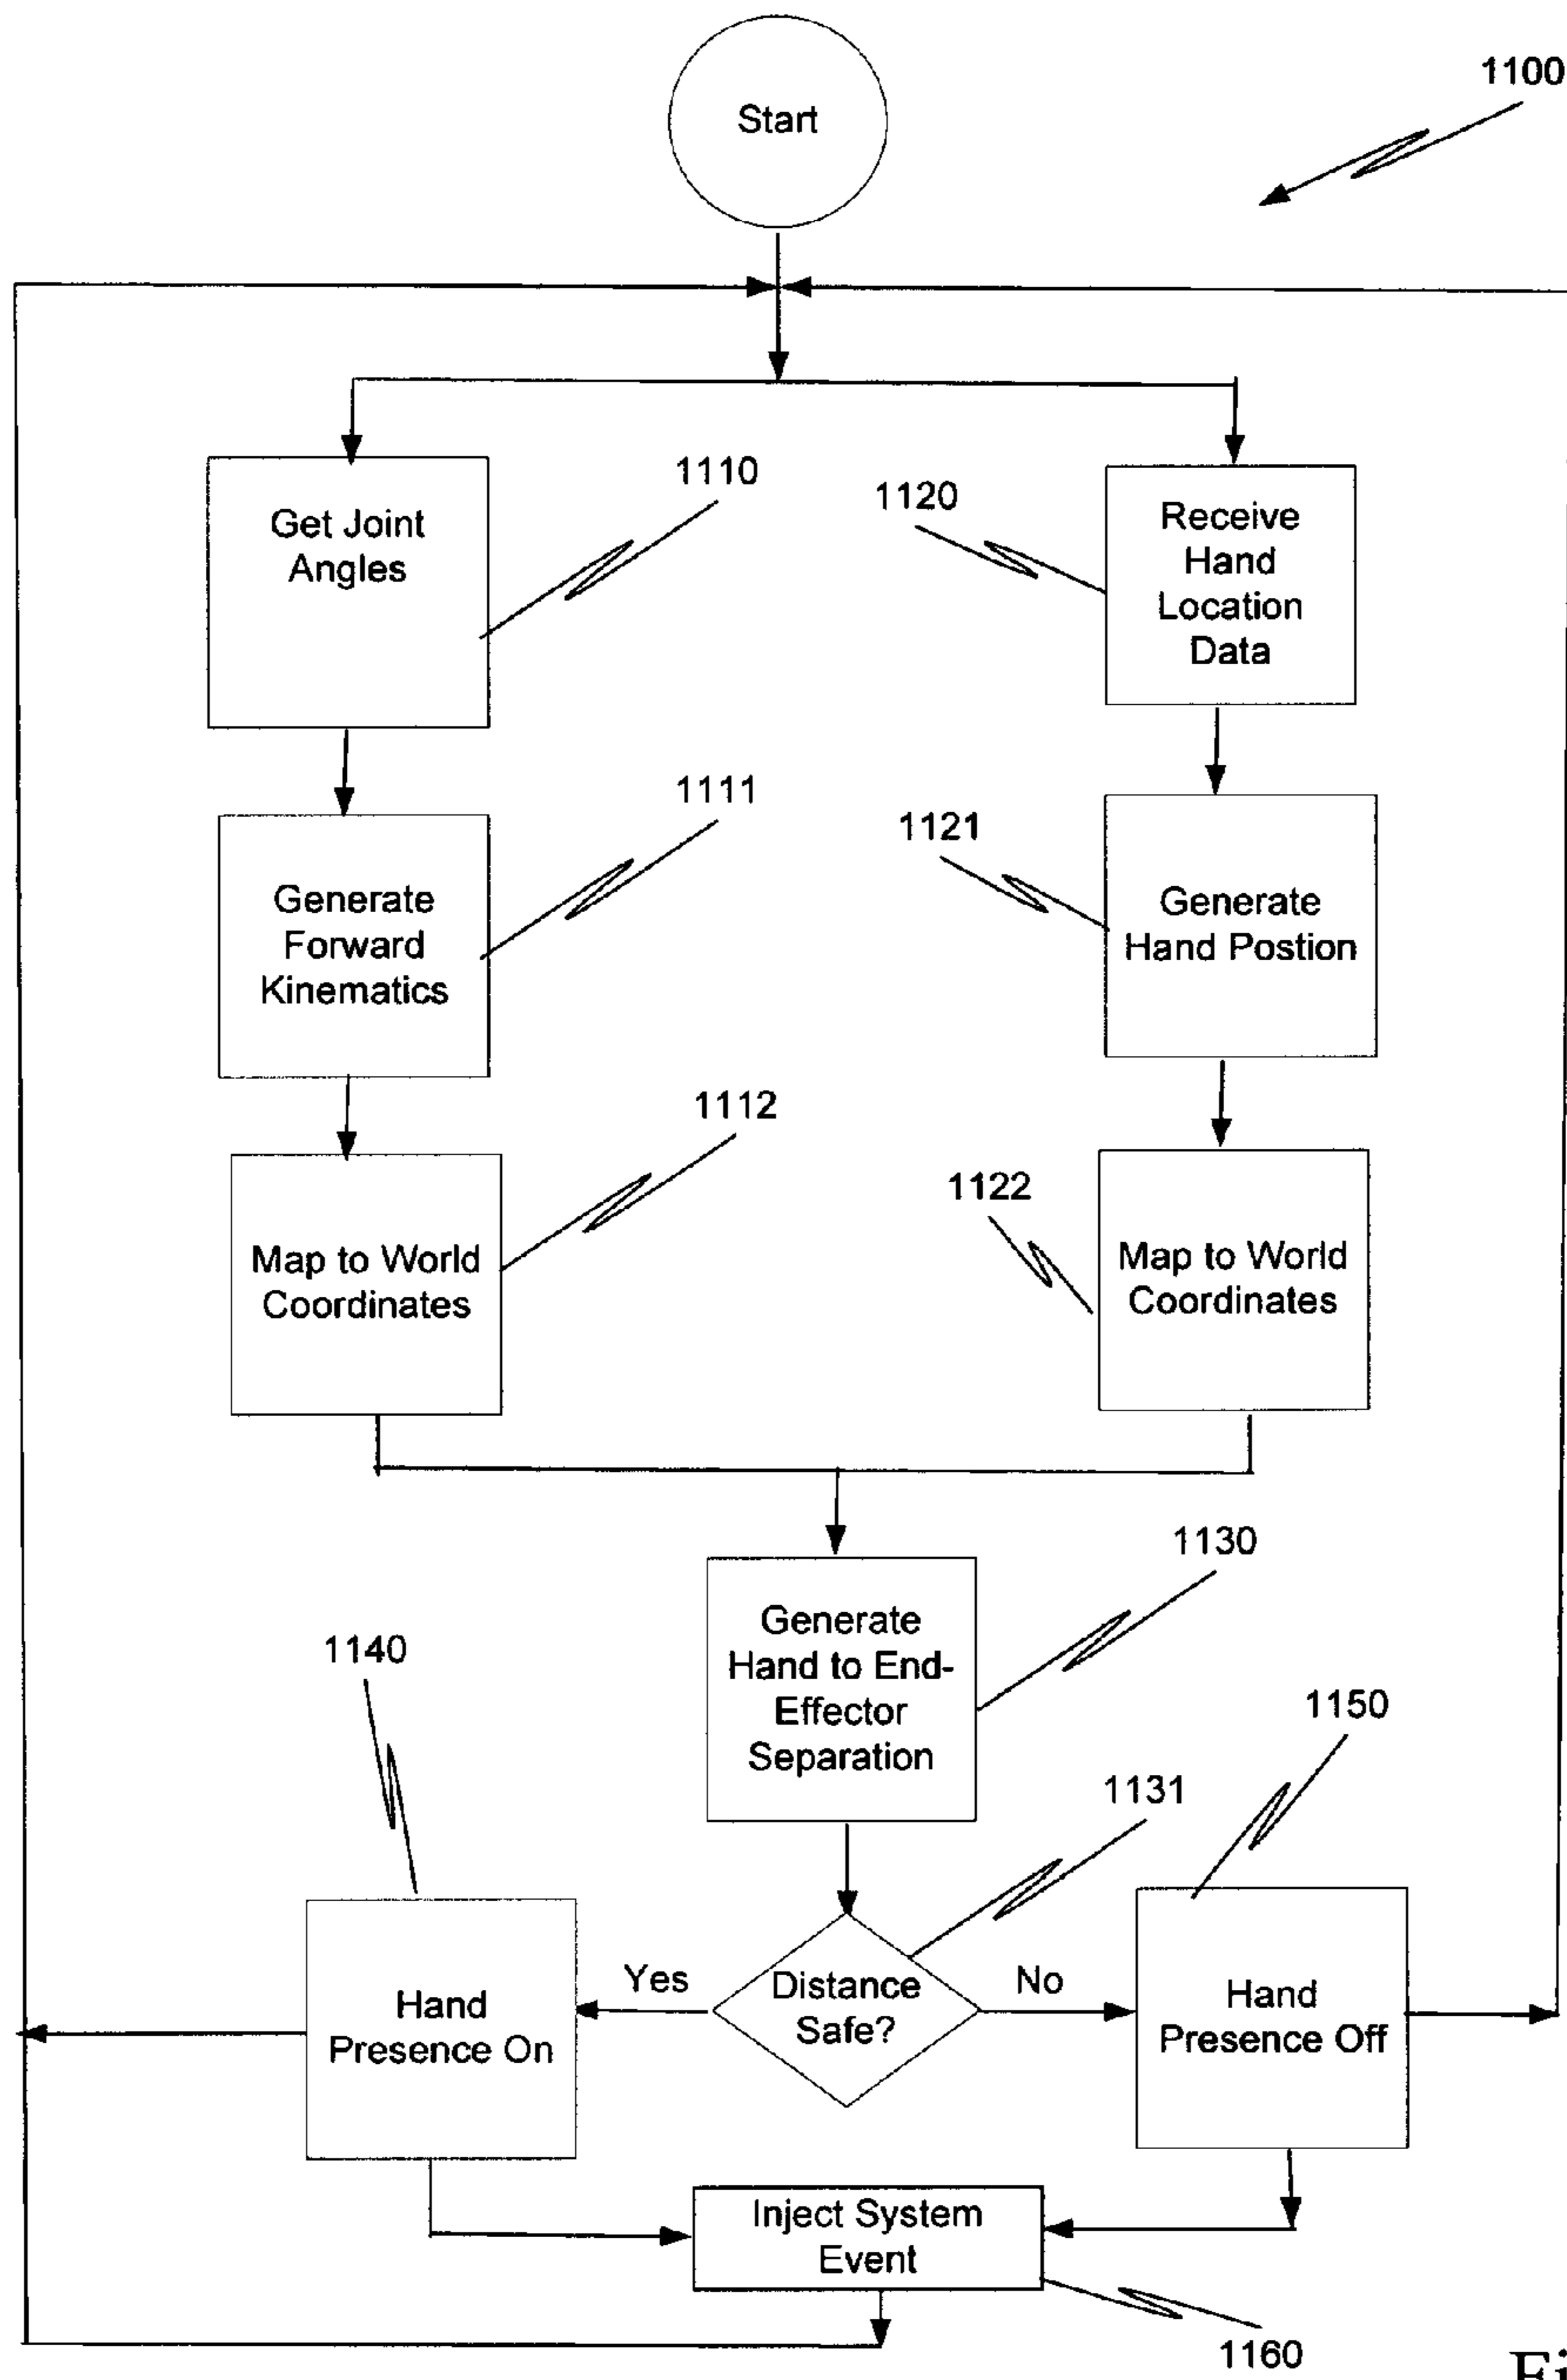 Start
1100
Get Joint
Angles
1110
1120
Receive
Hand
Location
Data
1111
Generate
Forward
Kinematics
1121
Generate
Hand Postion
1112
Map to World
Coordinates
1122
Map to World
Coordinates
1130
Generate
Hand to End-
Effector
Separation
1140
1150
1131
Hand
Presence On
Yes
Distance
Safe?
No
Hand
Presence Off
Inject System
Event
1160